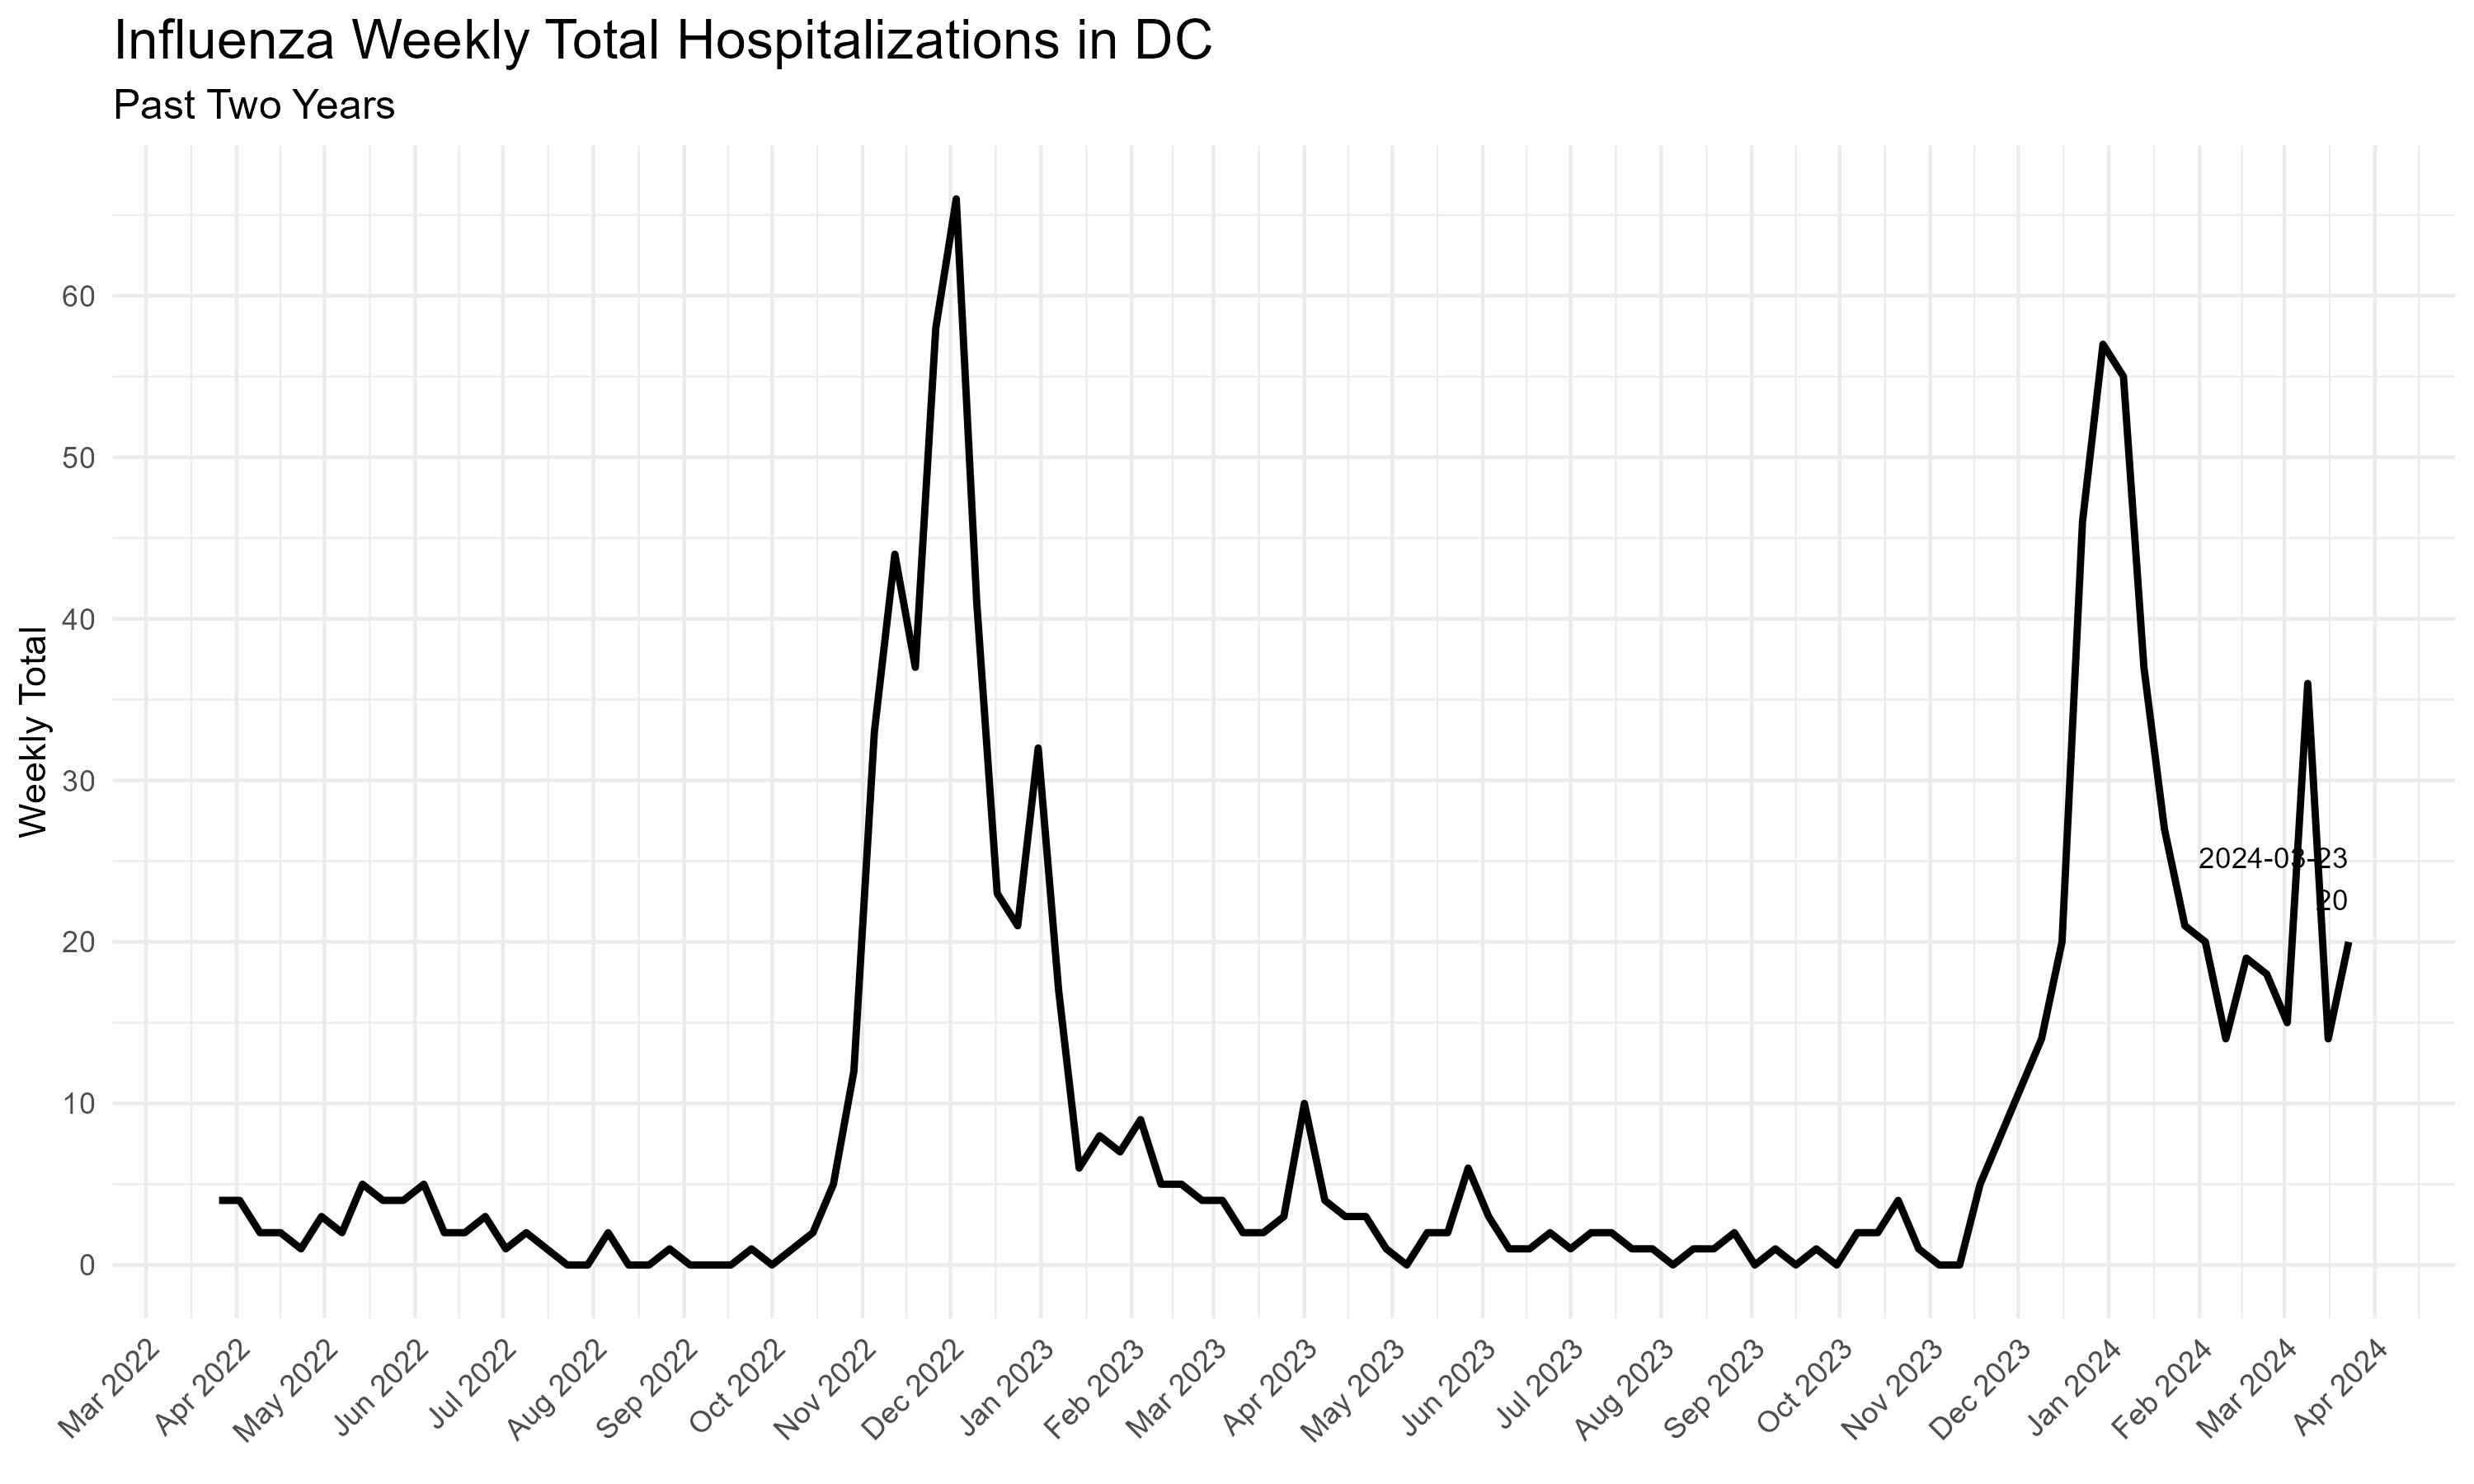 Influenza Weekly Total Hospitalizations in DC
Past Two Years
Weekly Total
60
50
40
30
20
10
0
2024-03-23
20
Mar 2022
Apr 2022
May 2022
Jun 2022
Jul 2022
Aug 2022
Sep 2022
Oct 2022
Nov 2022
Dec 2022
Jan 2023
Feb 2023
Mar 2023
Apr 2023
May 2023
Jun 2023
Jul 2023
Aug 2023
Sep 2023
Oct 2023
Nov 2023
Dec 2023
Jan 2024
Feb 2024
Mar 2024
Apr 2024